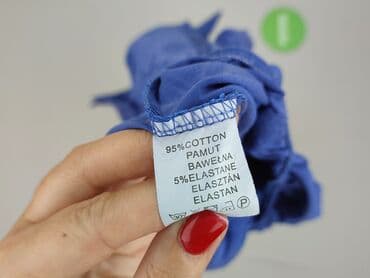 95%COTTON
PAMUT
BAWEŁNA
5%ELASTANE
ELASZTÁN
ELASTAN
P